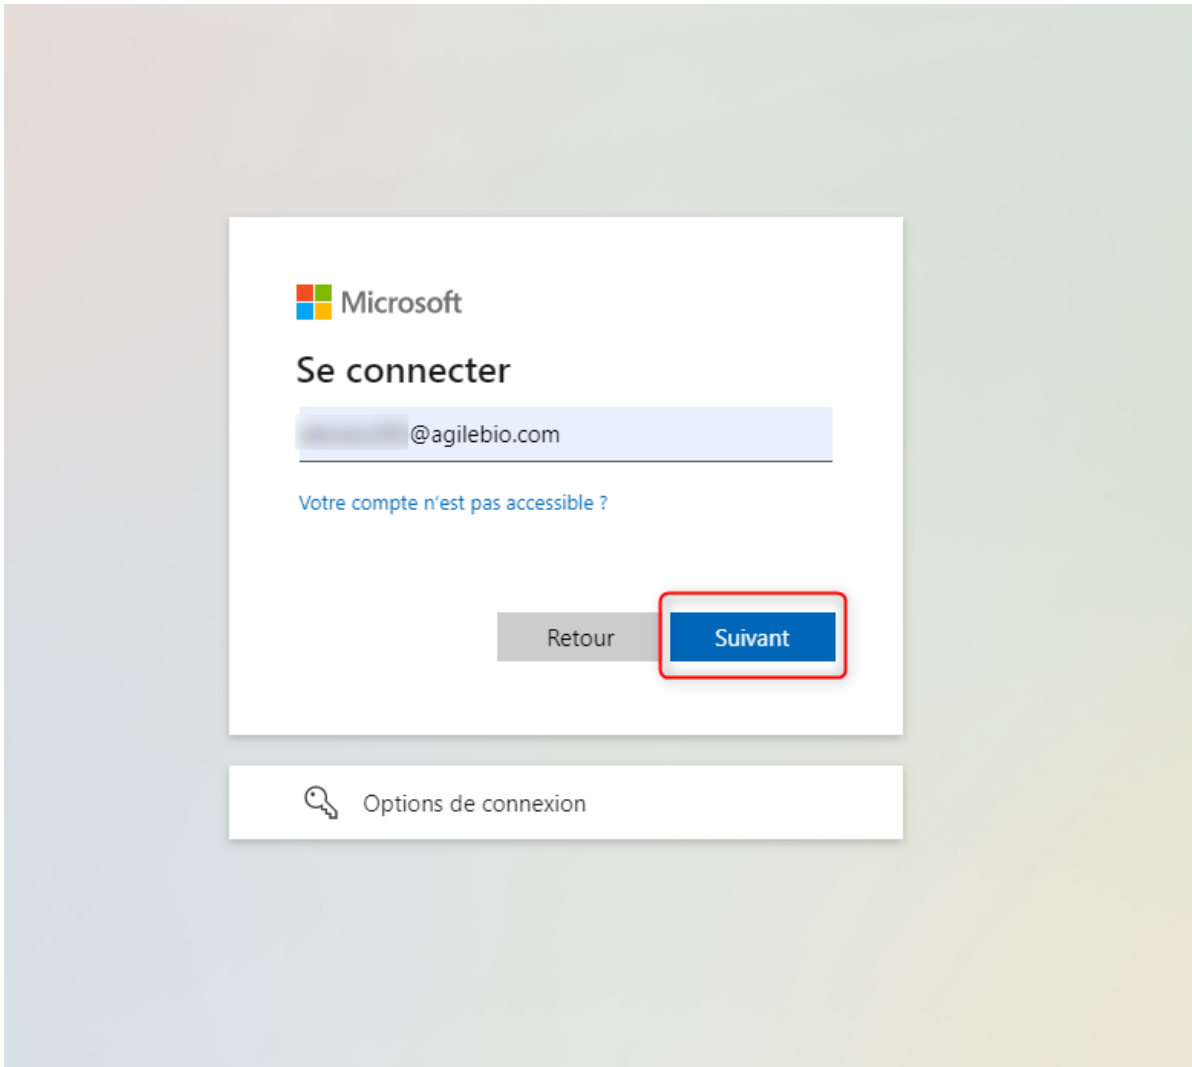 Microsoft
Se connecter
@agilebio.com
Votre compte n'est pas accessible ?
Retour
Suivant
Options de connexion